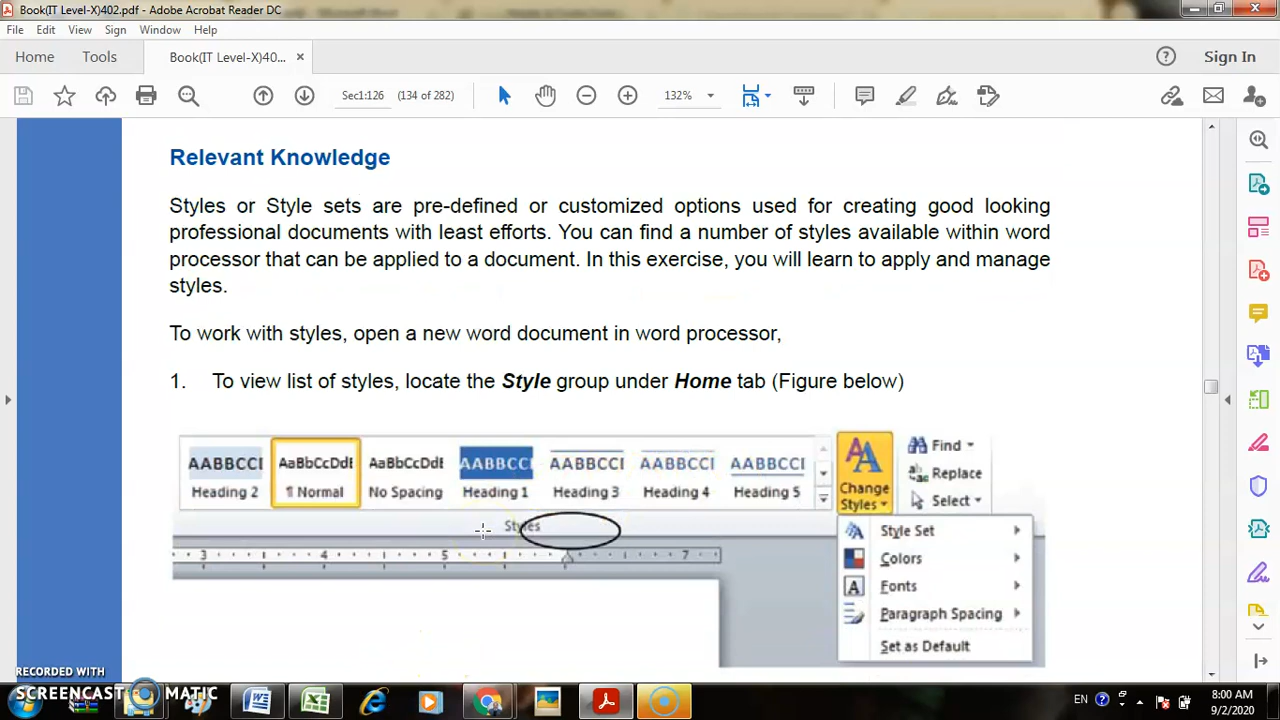 Book(IT Level-X)402.pdf - Adobe Acrobat Reader DC
File Edit View Sign Window Help
Home Tools Book(IT Level-X)40... × Sign In
Sec1:126 (134 of 282) 132%
Relevant Knowledge
Styles or Style sets are pre-defined or customized options used for creating good looking
professional documents with least efforts. You can find a number of styles available within word
processor that can be applied to a document. In this exercise, you will learn to apply and manage
styles.
To work with styles, open a new word document in word processor,
1. To view list of styles, locate the Style group under Home tab (Figure below)
AABBCCI AaBbCcDdE AaBbCcDdE AABBCCI AABBCCI AABBCCI AABBCCI
Heading 2 ¶ Normal No Spacing Heading 1 Heading 3 Heading 4 Heading 5
Change
Styles
Find
Replace
Select
Styles
3 4 5 7
Style Set
Colors
Fonts
Paragraph Spacing
Set as Default
RECORDED WITH
SCREENCAST MATIC
EN 8:00 AM
9/2/2020